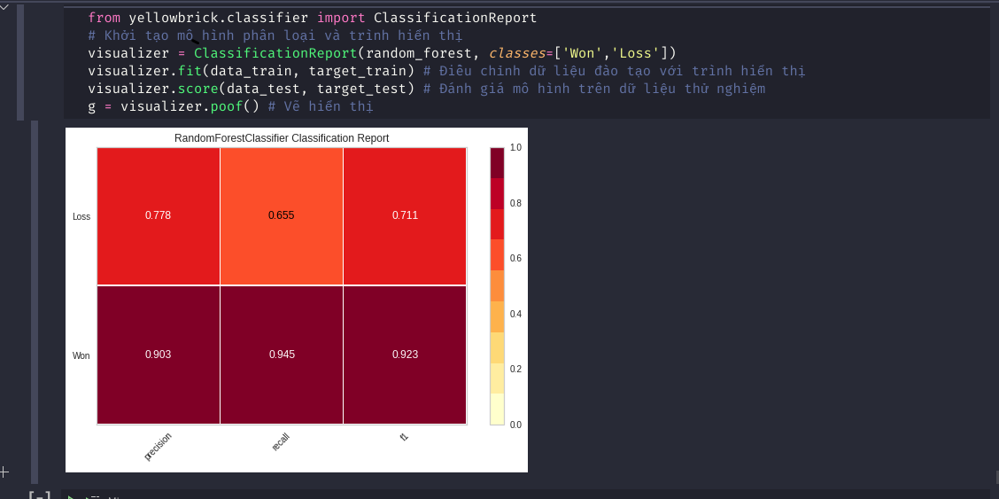 from yellowbrick.classifier import ClassificationReport
# Khởi tạo mô hình phân loại và trình hiển thị
visualizer = ClassificationReport(random_forest, classes=['Won','Loss'])
visualizer.fit(data_train, target_train) # Điều chỉnh dữ liệu đào tạo với trình hiển thị
visualizer.score(data_test, target_test) # Đánh giá mô hình trên dữ liệu thử nghiệm
g = visualizer.poof() # Vẽ hiển thị
RandomForestClassifier Classification Report
1.0
Loss 0.778 0.655 0.711
0.8
0.6
0.4
Won 0.903 0.945 0.923
0.2
0.0
precision recall f1